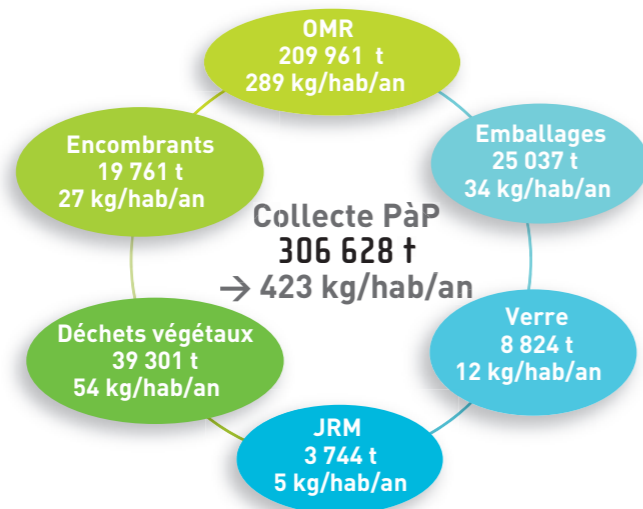 OMR
209 961 t
289 kg/hab/an
Encombrants
19 761 t
27 kg/hab/an
Emballages
25 037 t
34 kg/hab/an
Collecte PàP
306 628 t
→ 423 kg/hab/an
Déchets végétaux
39 301 t
54 kg/hab/an
Verre
8 824 t
12 kg/hab/an
JRM
3 744 t
5 kg/hab/an